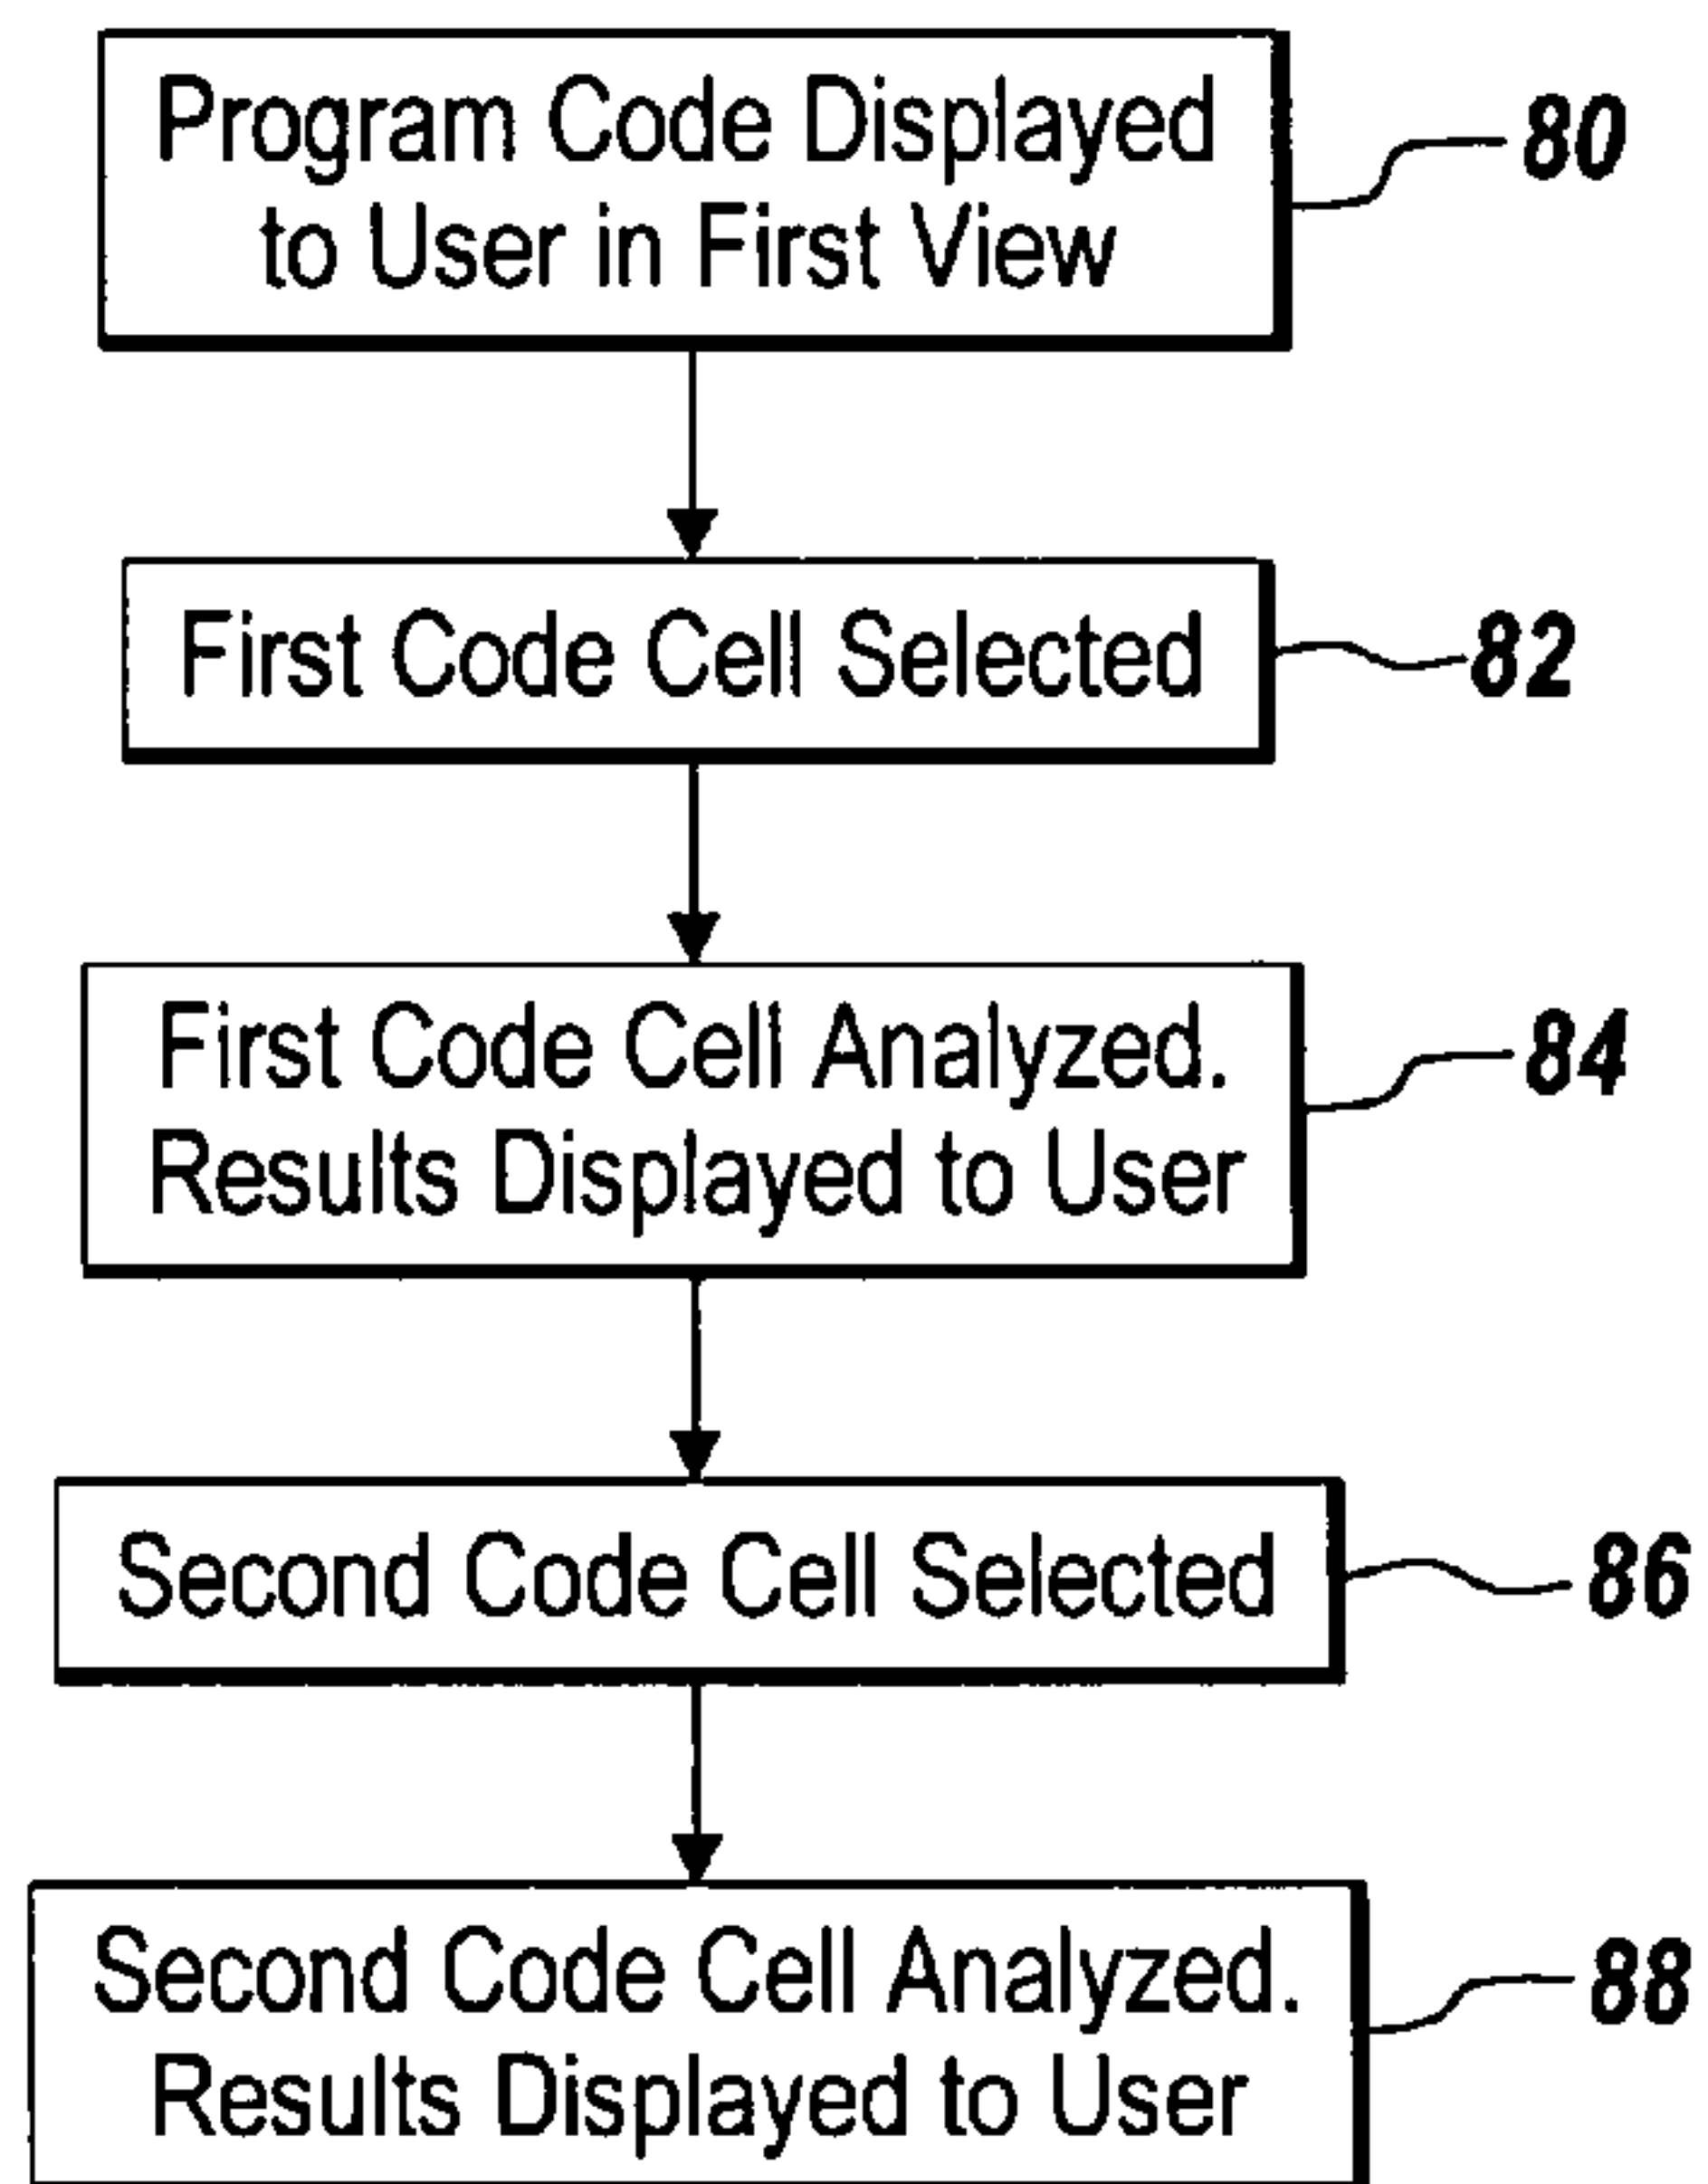 Program Code Displayed
to User in First View
80
First Code Cell Selected
82
First Code Cell Analyzed.
Results Displayed to User
84
Second Code Cell Selected
86
Second Code Cell Analyzed.
Results Displayed to User
88